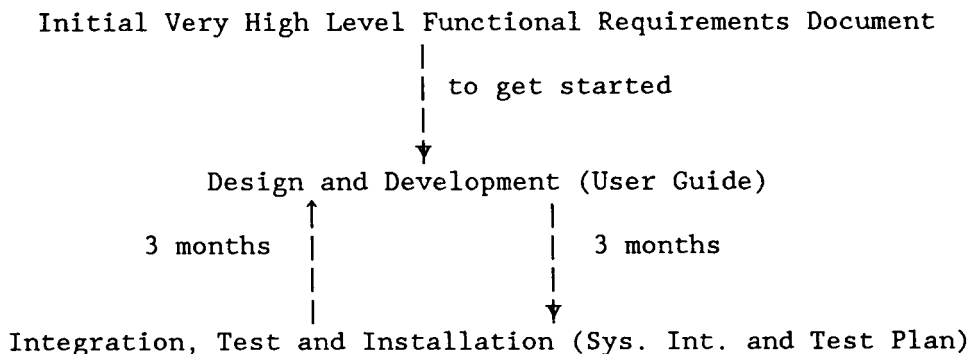 Initial Very High Level Functional Requirements Document
to get started
Design and Development (User Guide)
3 months 3 months
Integration, Test and Installation (Sys. Int. and Test Plan)